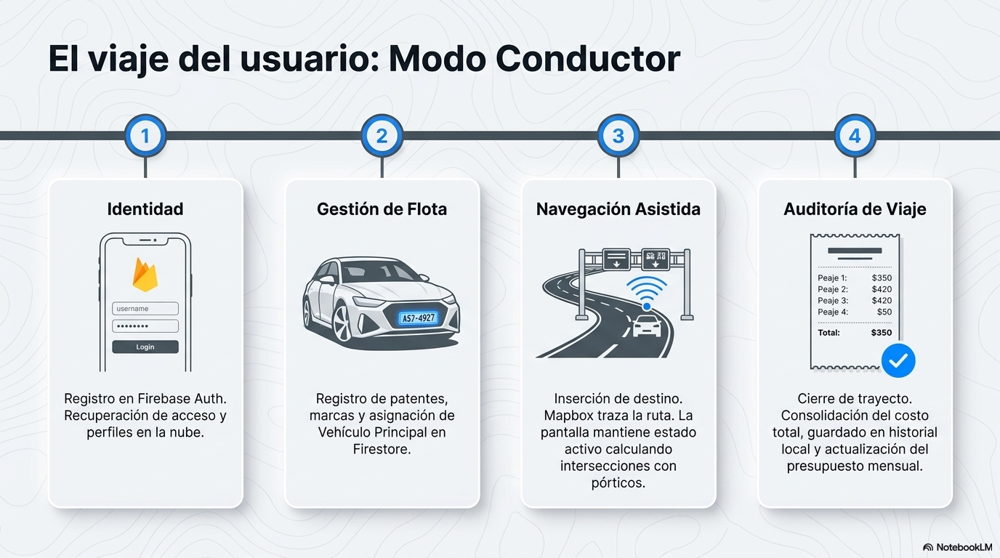 El viaje del usuario: Modo Conductor
1
2
3
4
Identidad
username
Login
Registro en Firebase Auth.
Recuperación de acceso y
perfiles en la nube.
Gestión de Flota
AS7-4927
Registro de patentes,
marcas y asignación de
Vehículo Principal en
Firestore.
Navegación Asistida
Inserción de destino.
Mapbox traza la ruta. La
pantalla mantiene estado
activo calculando
intersecciones con
pórticos.
Auditoría de Viaje
Peaje 1: $350
Peaje 2: $420
Peaje 3: $420
Peaje 4: $50
Total: $350
Cierre de trayecto.
Consolidación del costo
total, guardado en historial
local y actualización del
presupuesto mensual.
NotebookLM